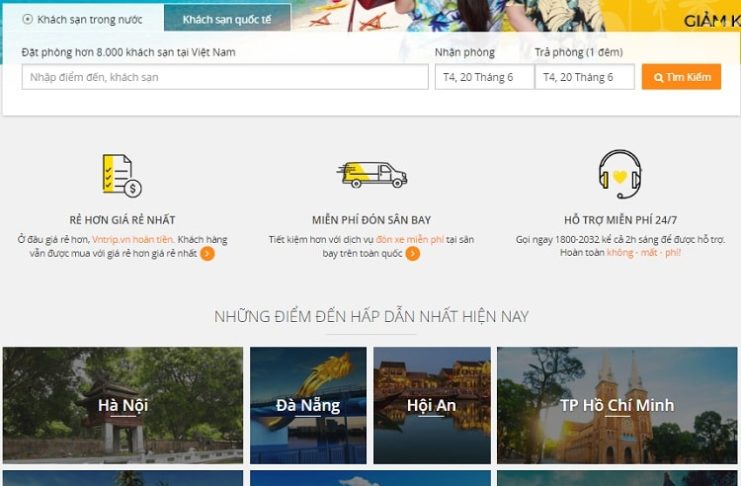 GIẢM K
Khách sạn trong nước
Khách sạn quốc tế
Đặt phòng hơn 8.000 khách sạn tại Việt Nam
Nhận phòng
Trả phòng (1 đêm)
Nhập điểm đến, khách sạn
T4, 20 Tháng 6
T4, 20 Tháng 6
Tìm Kiếm
RẺ HƠN GIÁ RẺ NHẤT
Ở đâu giá rẻ hơn, Vntrip.vn hoàn tiền. Khách hàng
vẫn được mua với giá rẻ hơn giá rẻ nhất
MIỄN PHÍ ĐÓN SÂN BAY
Tiết kiệm hơn với dịch vụ đón xe miễn phí tại sân
bay trên toàn quốc
HỖ TRỢ MIỄN PHÍ 24/7
Gọi ngay 1800-2032 kể cả 2h sáng để được hỗ trợ.
Hoàn toàn không - mất - phí!
NHỮNG ĐIỂM ĐẾN HẤP DẪN NHẤT HIỆN NAY
Hà Nội
Đà Nẵng
Hội An
TP Hồ Chí Minh